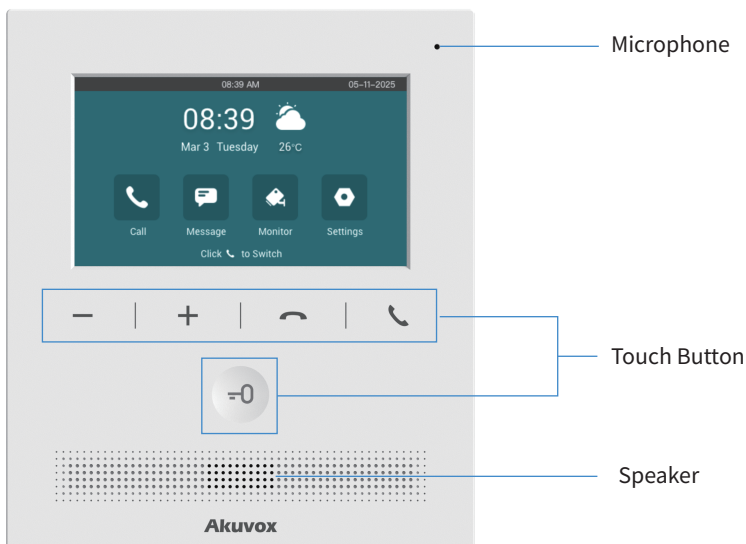 Microphone
08:39 AM 05-11-2025
08:39
Mar 3 Tuesday 26°C
Call Message Monitor Settings
Click to Switch
Touch Button
Speaker
Akuvox